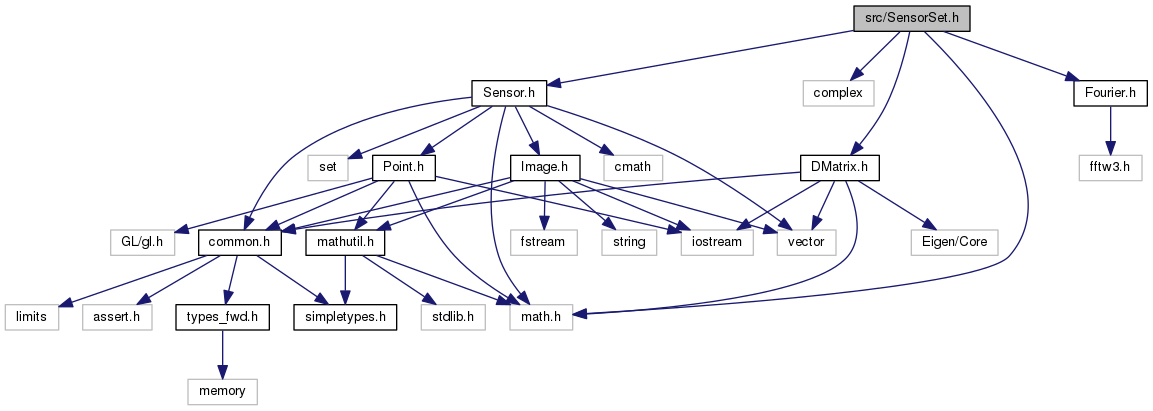 src/SensorSet.h
Sensor.h
complex
Fourier.h
set
Point.h
Image.h
cmath
DMatrix.h
fftw3.h
GL/gl.h
common.h
mathutil.h
fstream
string
iostream
vector
Eigen/Core
limits
assert.h
types_fwd.h
simpletypes.h
stdlib.h
math.h
memory